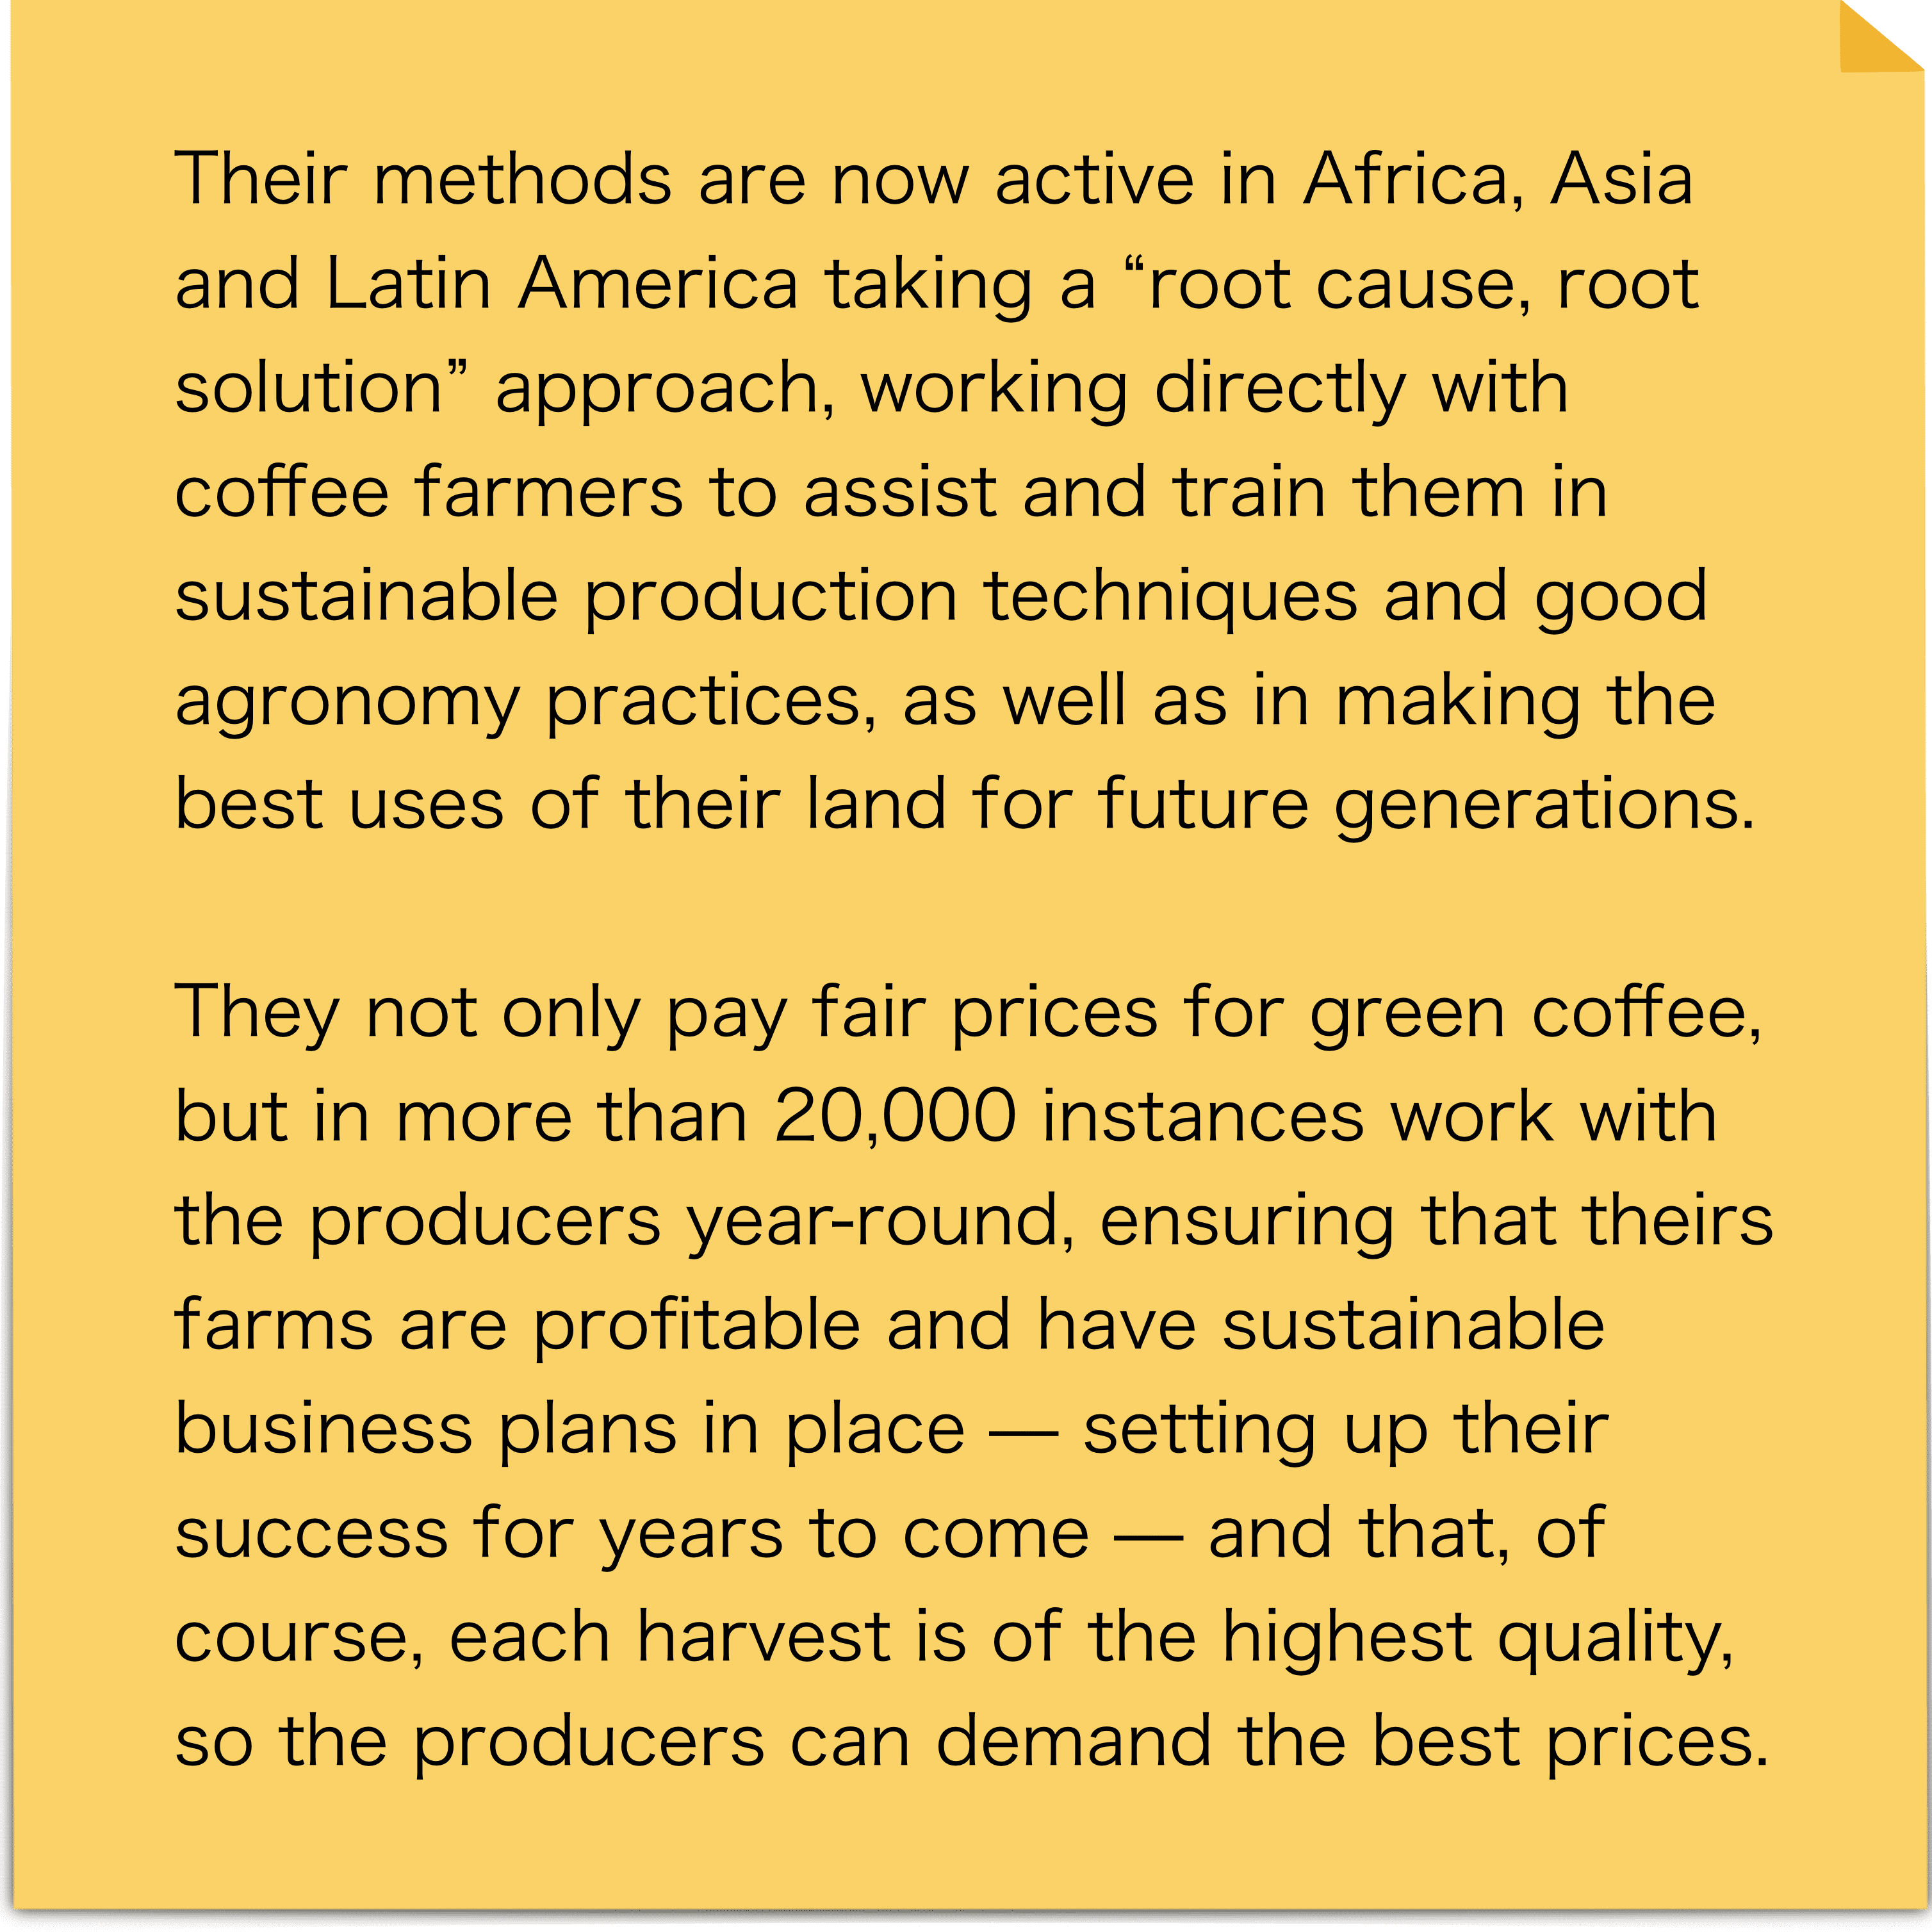 Their methods are now active in Africa, Asia
and Latin America taking a “root cause, root
solution” approach, working directly with
coffee farmers to assist and train them in
sustainable production techniques and good
agronomy practices, as well as in making the
best uses of their land for future generations.
They not only pay fair prices for green coffee,
but in more than 20,000 instances work with
the producers year-round, ensuring that theirs
farms are profitable and have sustainable
business plans in place — setting up their
success for years to come — and that, of
course, each harvest is of the highest quality,
so the producers can demand the best prices.